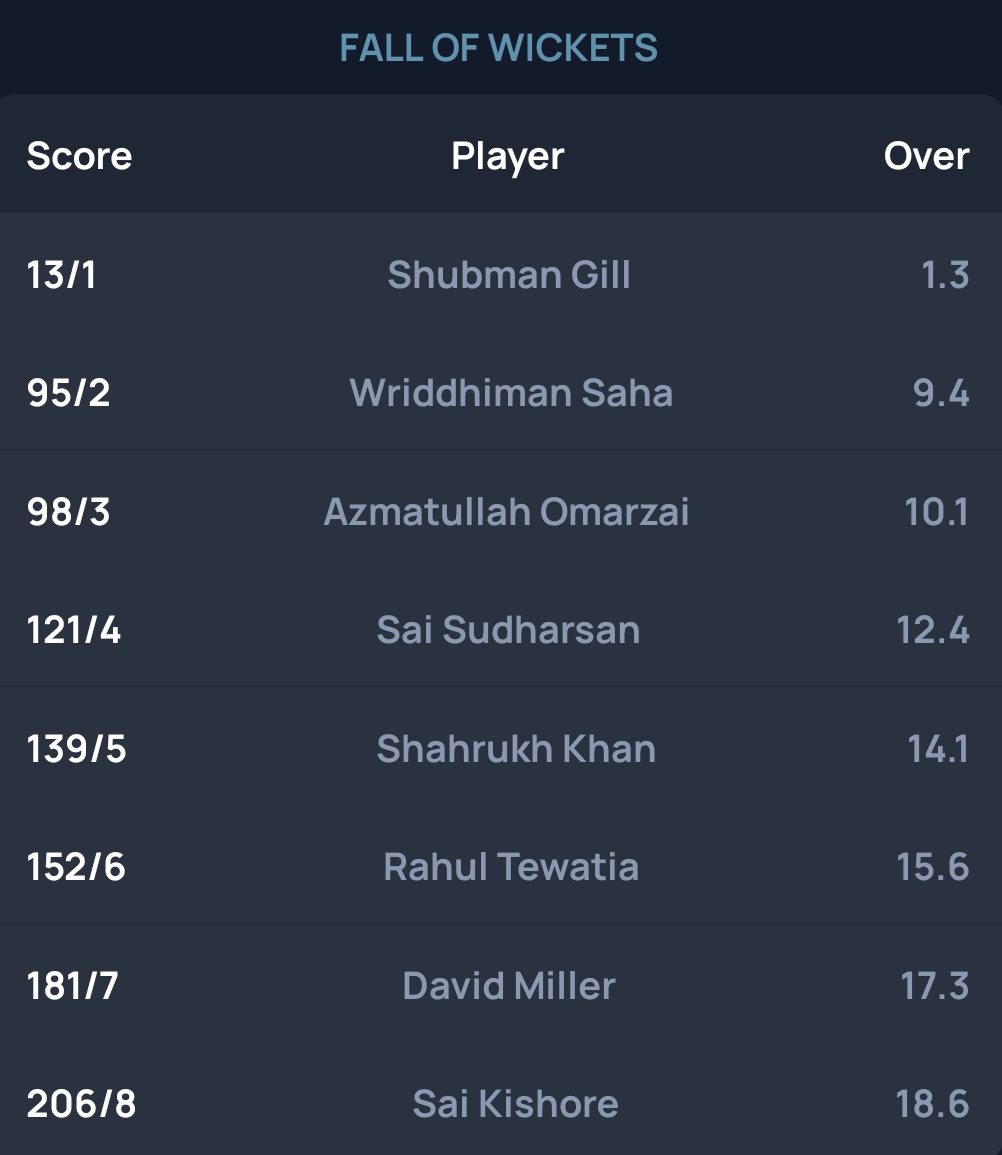 FALL OF WICKETS
Score Player Over
13/1 Shubman Gill 1.3
95/2 Wriddhiman Saha 9.4
98/3 Azmatullah Omarzai 10.1
121/4 Sai Sudharsan 12.4
139/5 Shahrukh Khan 14.1
152/6 Rahul Tewatia 15.6
181/7 David Miller 17.3
206/8 Sai Kishore 18.6